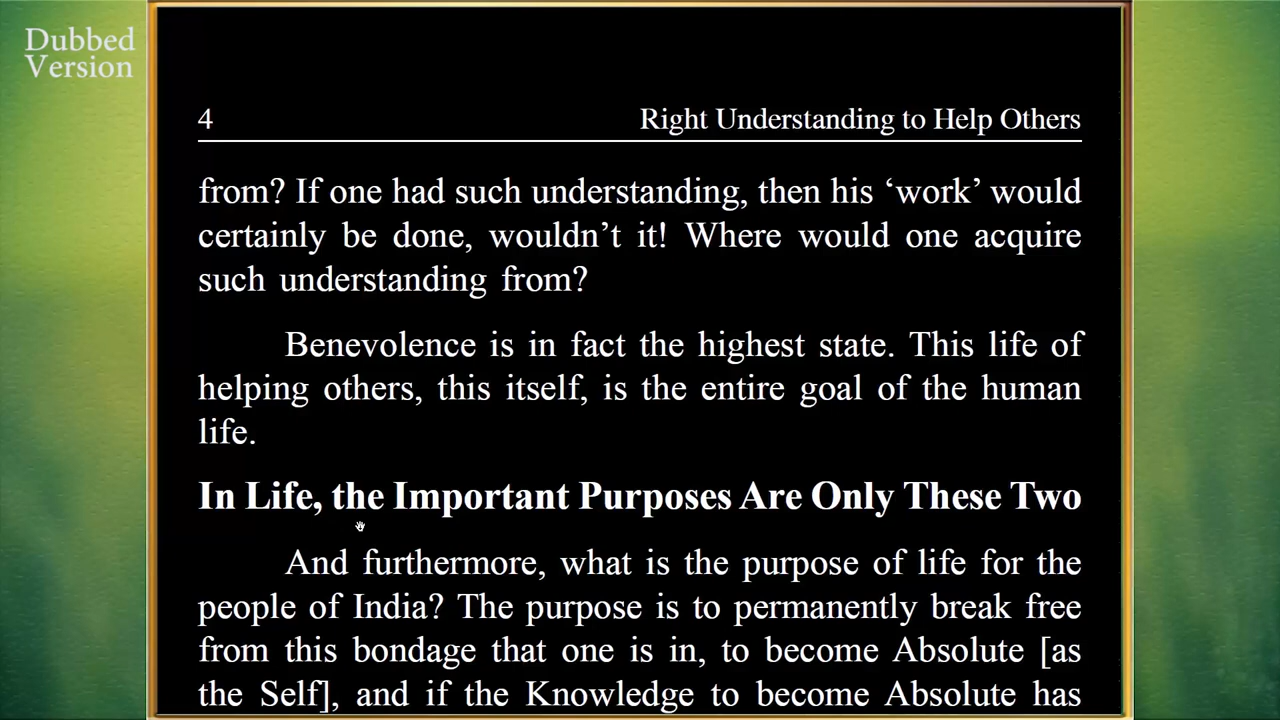 Dubbed
Version
4 Right Understanding to Help Others
from? If one had such understanding, then his ‘work’ would
certainly be done, wouldn’t it! Where would one acquire
such understanding from?
Benevolence is in fact the highest state. This life of
helping others, this itself, is the entire goal of the human
life.
In Life, the Important Purposes Are Only These Two
And furthermore, what is the purpose of life for the
people of India? The purpose is to permanently break free
from this bondage that one is in, to become Absolute [as
the Self], and if the Knowledge to become Absolute has